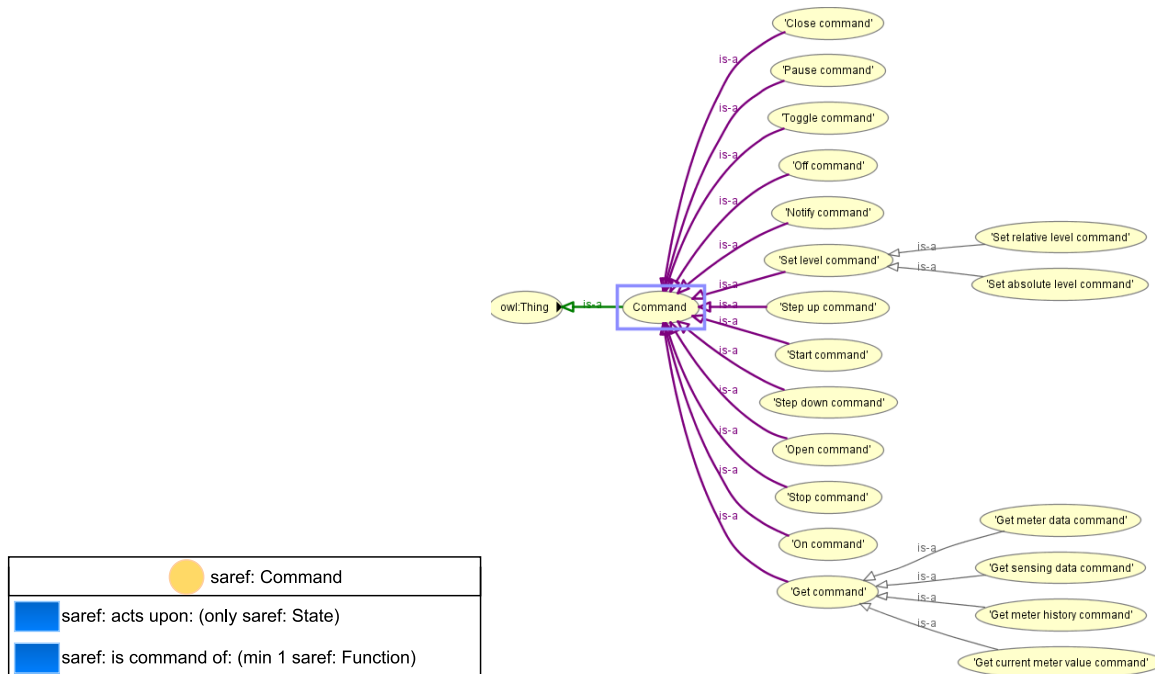 'Close command'
is-a
'Pause command'
is-a
'Toggle command'
is-a
'Off command'
is-a
'Notify command'
is-a
'Set relative level command'
is-a
'Set level command'
is-a
'Set absolute level command'
is-a
owl:Thing
is-a
Command
is-a
'Step up command'
is-a
'Start command'
is-a
'Step down command'
is-a
'Open command'
is-a
'Stop command'
is-a
'On command'
is-a
'Get command'
'Get meter data command'
is-a
'Get sensing data command'
is-a
'Get meter history command'
is-a
'Get current meter value command'
is-a
saref: Command
saref: acts upon: (only saref: State)
saref: is command of: (min 1 saref: Function)